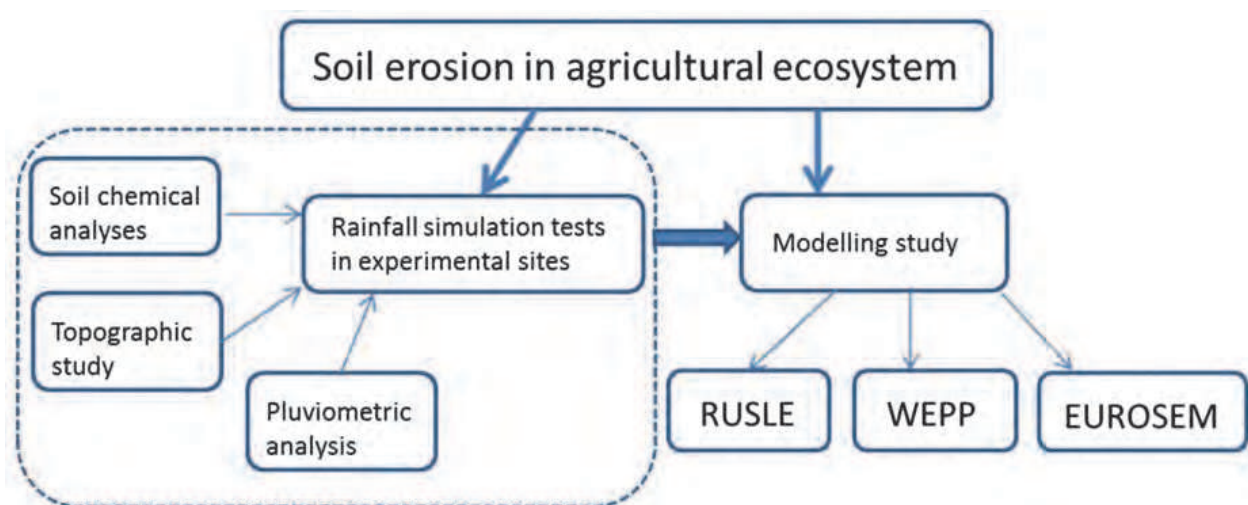 Soil erosion in agricultural ecosystem
Soil chemical
analyses
Rainfall simulation tests
in experimental sites
Modelling study
Topographic
study
Pluviometric
analysis
RUSLE
WEPP
EUROSEM